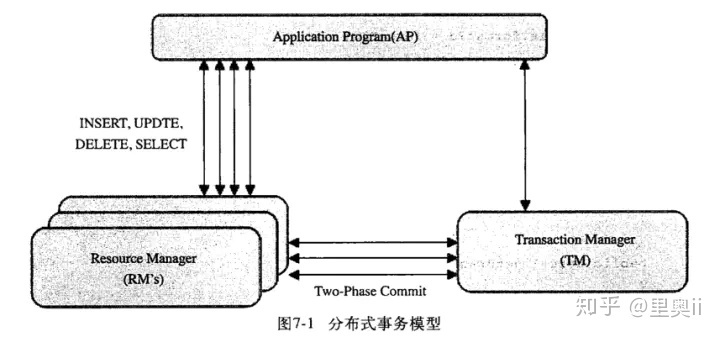 Application Program(AP)
INSERT, UPDTE,
DELETE, SELECT
Resource Manager
(RM's)
Transaction Manager
(TM)
Two-Phase Commit
图7-1 分布式事务模型
知乎 @里奥ii